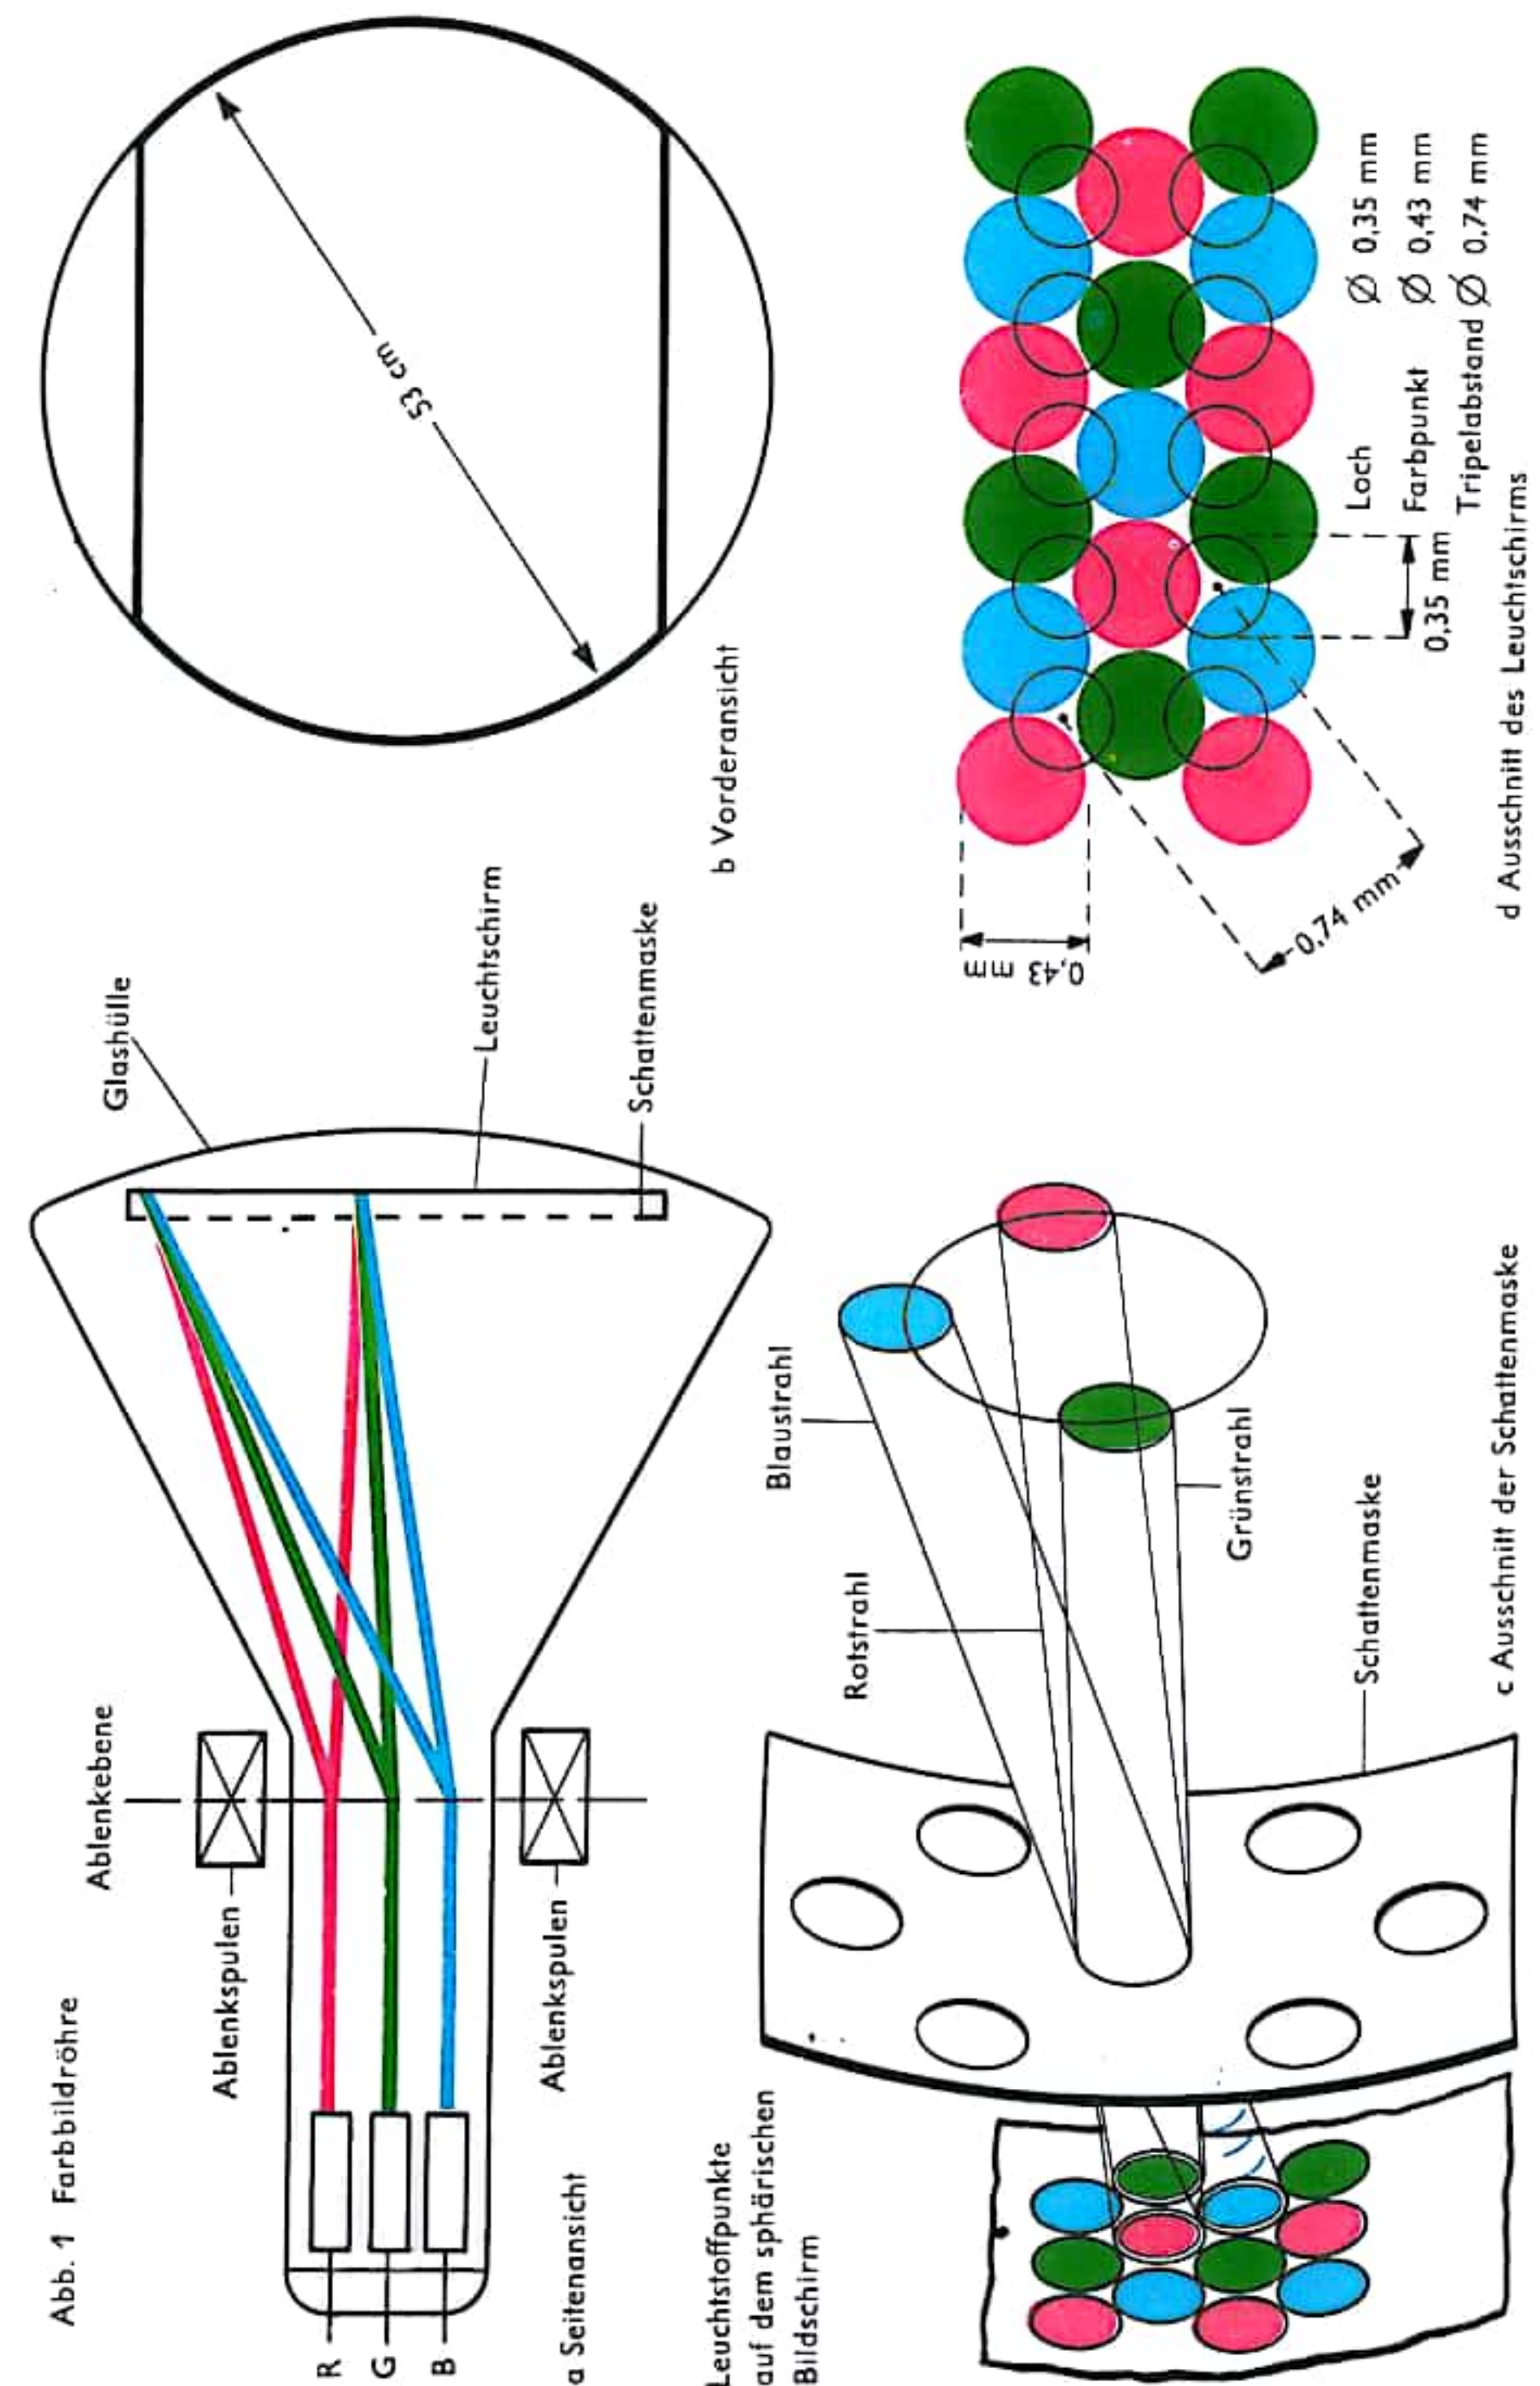 Abb. 1 Farbbildröhre
Ablenkebene
Glashülle
Ablenkspulen
Leuchtschirm
Schattenmaske
Ablenkspulen
R
G
B
a Seitenansicht
53 cm
b Vorderansicht
Leuchtstoffpunkte
auf dem sphärischen
Bildschirm
Rotstrahl
Blaustrahl
Grünstrahl
Schattenmaske
c Ausschnitt der Schattenmaske
0,43 mm
0,74 mm
0,35 mm
Loch Ø 0,35 mm
Farbpunkt Ø 0,43 mm
Tripelabstand Ø 0,74 mm
d Ausschnitt des Leuchtschirms